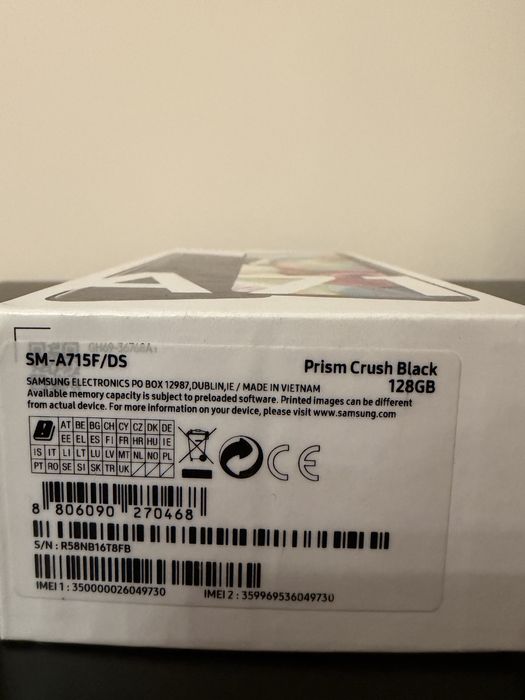 A71
GH69-36768A
SM-A715F/DS
Prism Crush Black
128GB
SAMSUNG ELECTRONICS PO BOX 12987,DUBLIN,IE / MADE IN VIETNAM
Available memory capacity is subject to preloaded software. Printed images can be different
from actual device. For more information on your device, please visit www.samsung.com
AT BE BG CH CY CZ DK DE
EE EL ES FI FR HR HU IE
IS IT LI LT LU LV MT NL NO PL
PT RO SE SI SK TR UK
CE
8 806090 270468
S/N : R58NB16T8FB
IMEI 1 : 350000026049730
IMEI 2 : 359969536049730